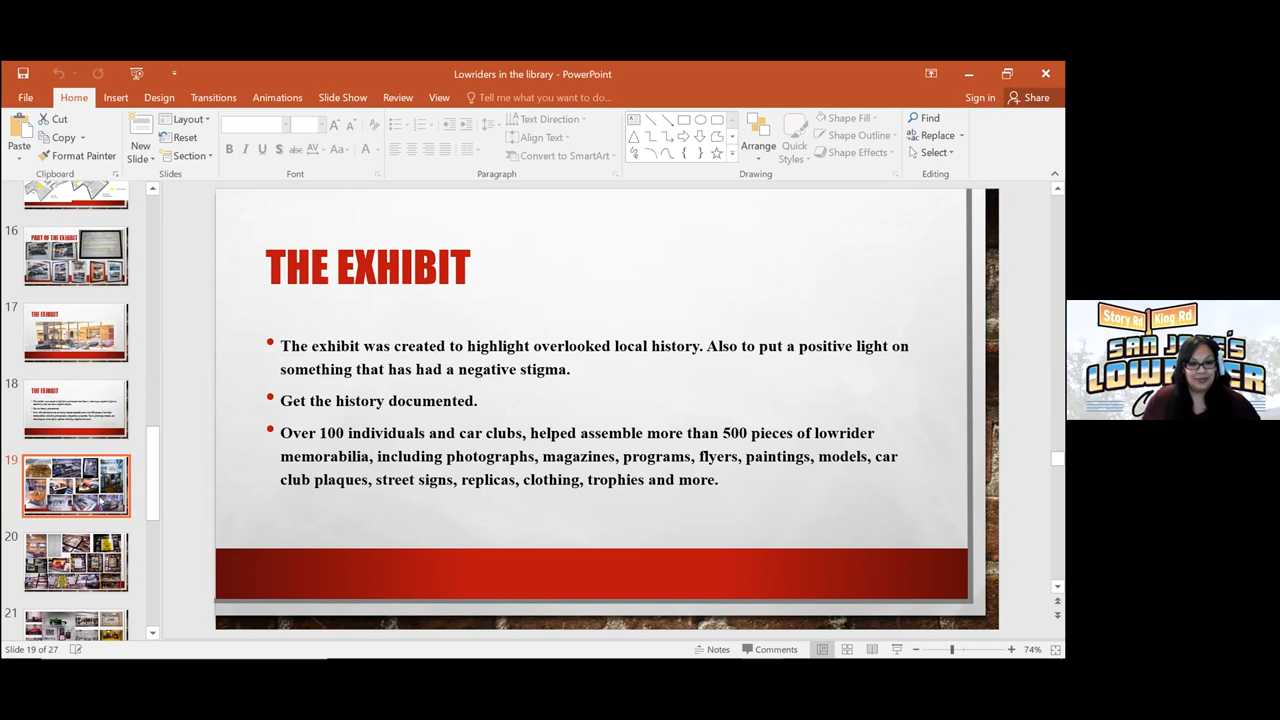 Lowriders in the library - PowerPoint
File
Home
Insert
Design
Transitions
Animations
Slide Show
Review
View
Tell me what you want to do...
Sign in
Share
Paste
Cut
Copy
Format Painter
Clipboard
New
Slide
Layout
Reset
Section
Slides
B I U S abc AV Aa A
Font
Text Direction
Align Text
Convert to SmartArt
Paragraph
Arrange
Quick
Styles
Shape Fill
Shape Outline
Shape Effects
Drawing
Find
Replace
Select
Editing
16
PART OF THE EXHIBIT
17
THE EXHIBIT
18
THE EXHIBIT
19
20
21
THE EXHIBIT
• The exhibit was created to highlight overlooked local history. Also to put a positive light on
something that has had a negative stigma.
• Get the history documented.
• Over 100 individuals and car clubs, helped assemble more than 500 pieces of lowrider
memorabilia, including photographs, magazines, programs, flyers, paintings, models, car
club plaques, street signs, replicas, clothing, trophies and more.
Story Rd
King Rd
Slide 19 of 27
Notes
Comments
74%